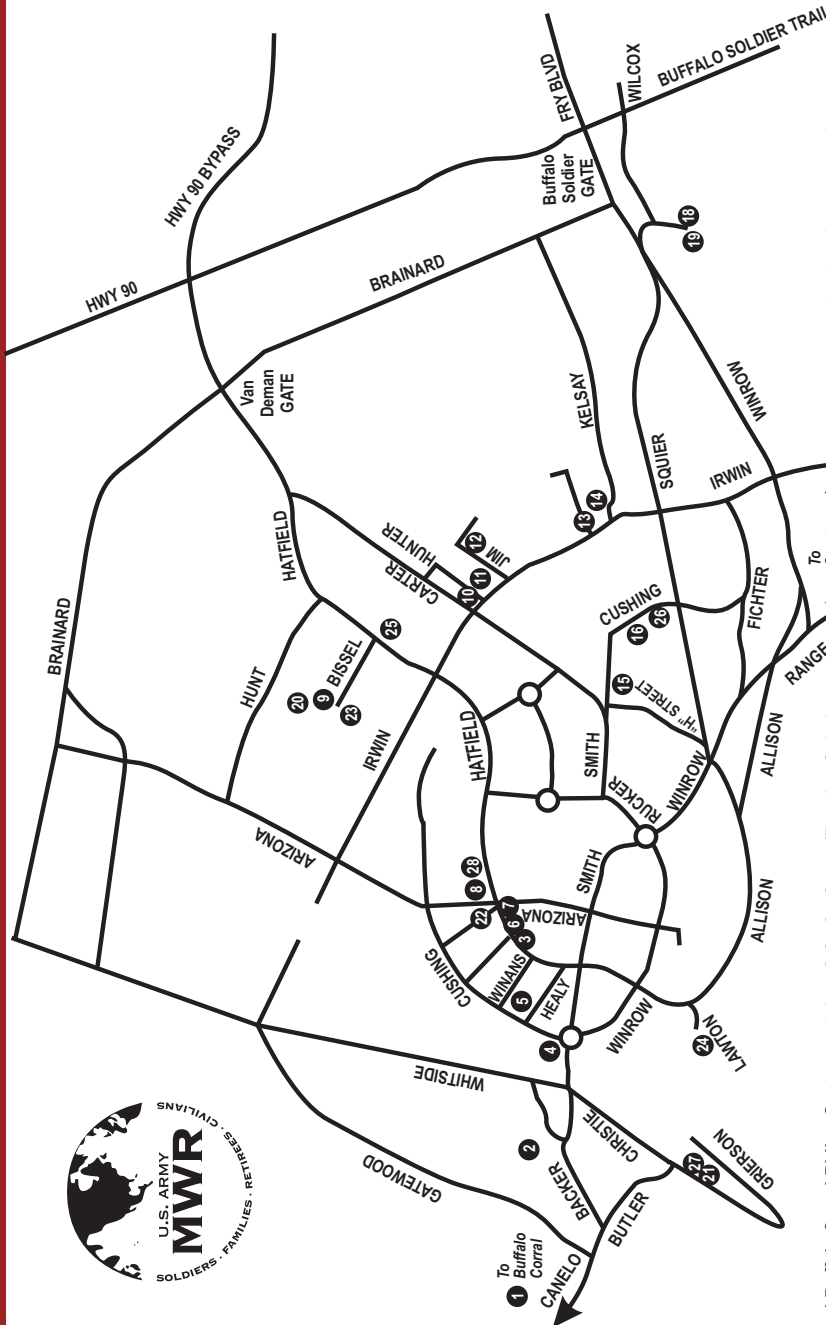 HWY 90 BYPASS
HWY 90
FRY BLVD
WILCOX
BUFFALO SOLDIER TRAIL
Buffalo
Soldier
GATE
BRAINARD
Van
Deman
GATE
18
19
KELSAY
WINROW
SQUIER
IRWIN
BRAINARD
HATFIELD
HUNTER
CARTER
JIM
12
11
10
13
14
HUNT
BISSEL
25
20
9
23
CUSHING
16
26
15
"H" STREET
FICHTER
To
RANGE
IRWIN
HATFIELD
SMITH
RUCKER
WINROW
ALLISON
ARIZONA
28
8
22
7
6
3
ARIZONA
SMITH
ALLISON
CUSHING
WINANS
5
HEALY
4
WINROW
LAWTON
24
WHITSIDE
CHRISTIE
GRIERSON
27
21
2
BACKER
BUTLER
GATEWOOD
CANELO
1
To
Buffalo
Corral
U.S. ARMY
MWR
SOLDIERS · FAMILIES · RETIREES · CIVILIANS